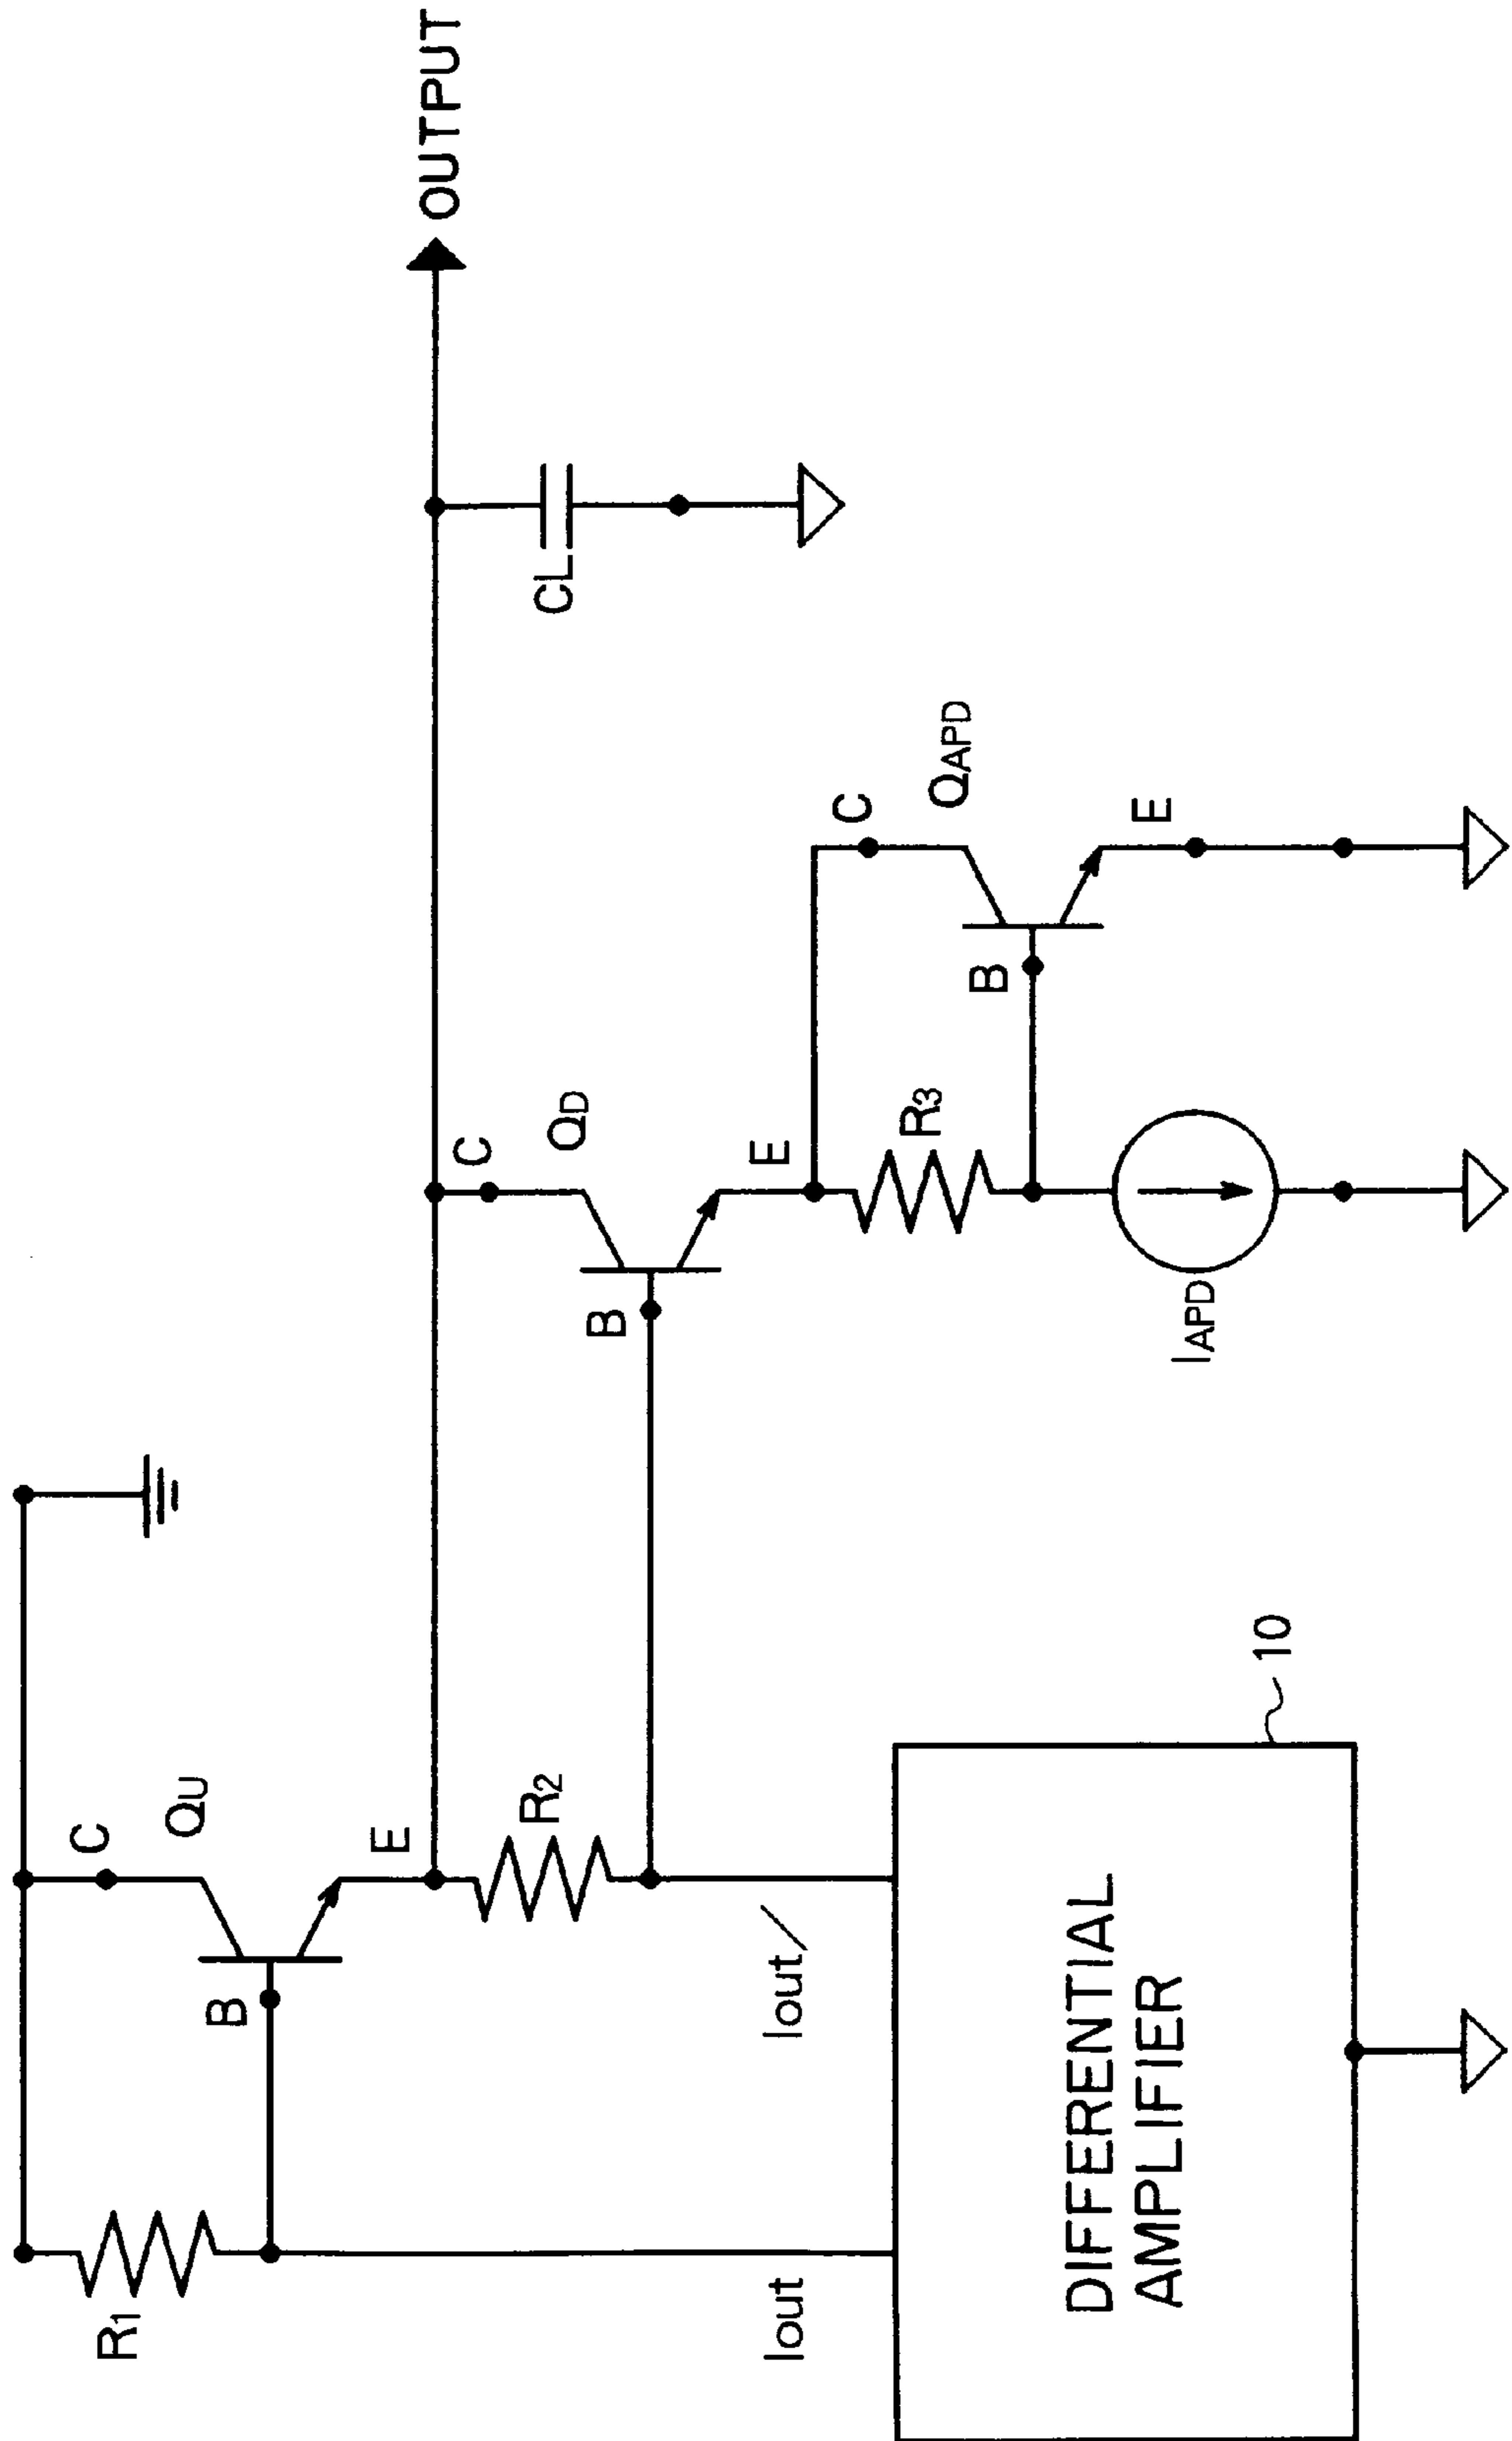 OUTPUT
CL
C
QAPD
E
B
C
QD
R3
E
B
IAPD
C
QU
E
R2
B
Iout/
R1
Iout
10
DIFFERENTIAL
AMPLIFIER